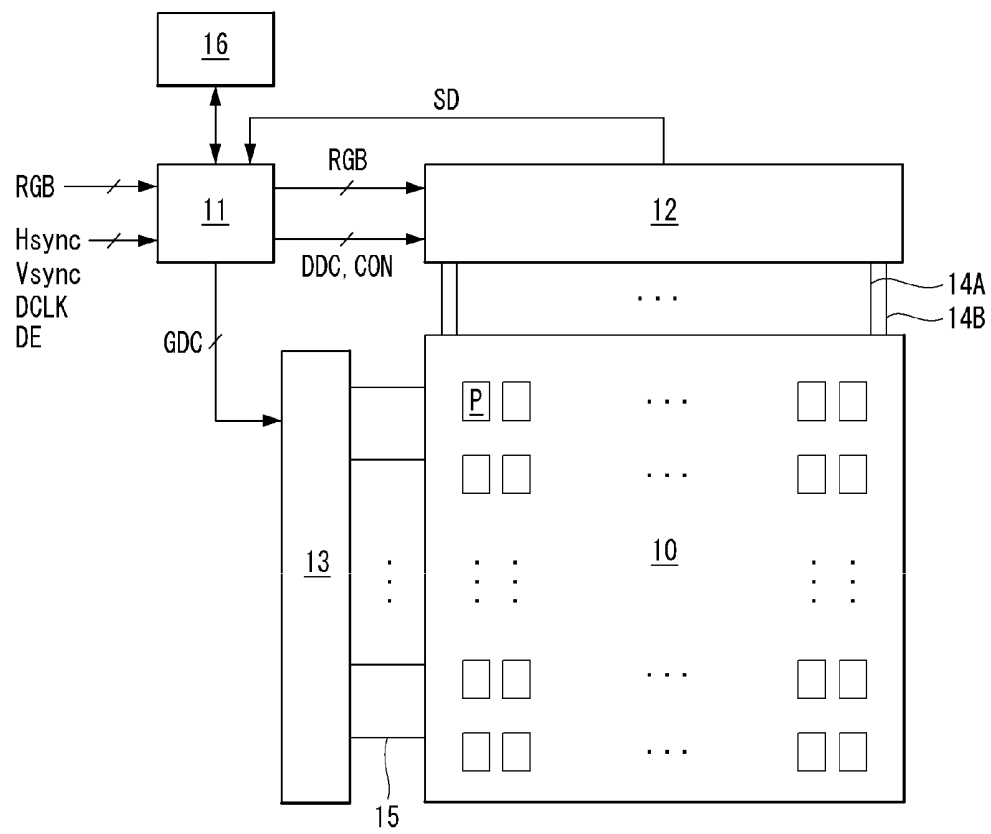 16
SD
RGB
RGB
11
12
Hsync
Vsync
DCLK
DE
DDC, CON
14A
14B
GDC
P
13
10
15